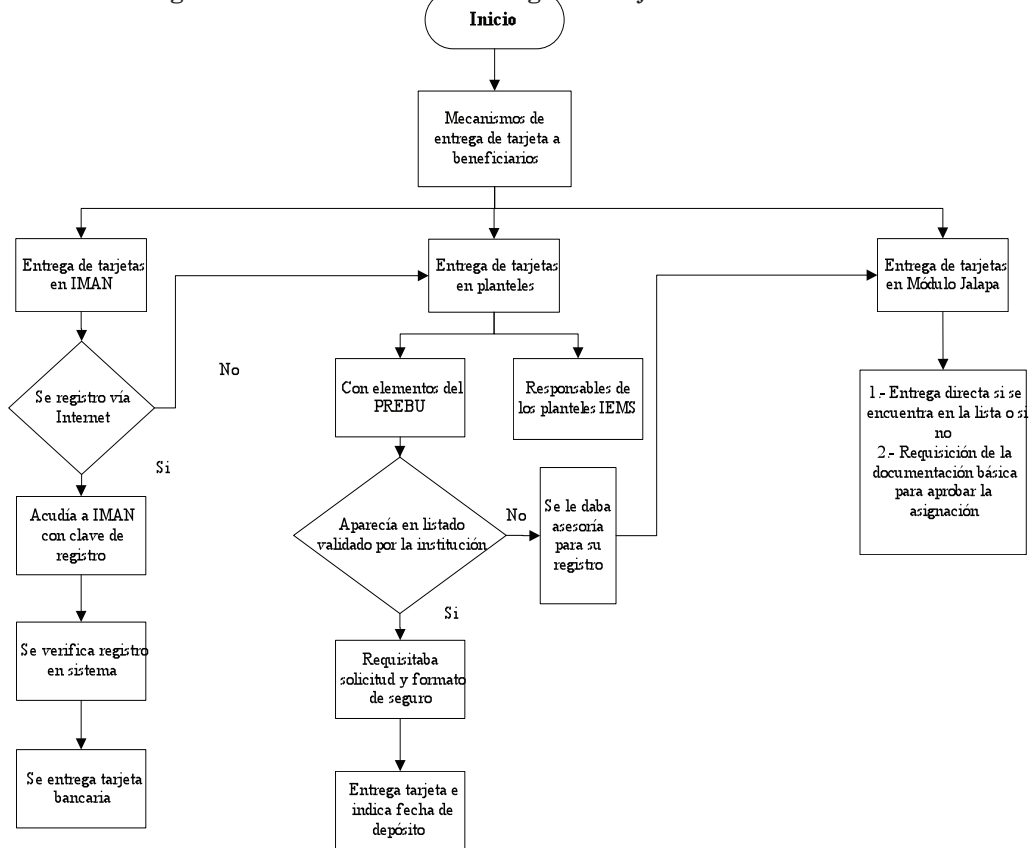 Inicio
Mecanismos de
entrega de tarjeta a
beneficiarios
Entrega de tarjetas
en IMAN
Entrega de tarjetas
en planteles
Entrega de tarjetas
en Módulo Jalapa
No
Se registro vía
Internet
Con elementos del
PREBU
Responsables de
los planteles IEMS
1.- Entrega directa si se
encuentra en la lista o si
no
2.- Requisición de la
documentación básica
para aprobar la
asignación
Si
Acudía a IMAN
con clave de
registro
Aparecía en listado
validado por la institución
No
Se le daba
asesoría
para su
registro
Si
Se verifica registro
en sistema
Requisitaba
solicitud y formato
de seguro
Se entrega tarjeta
bancaria
Entrega tarjeta e
indica fecha de
depósito